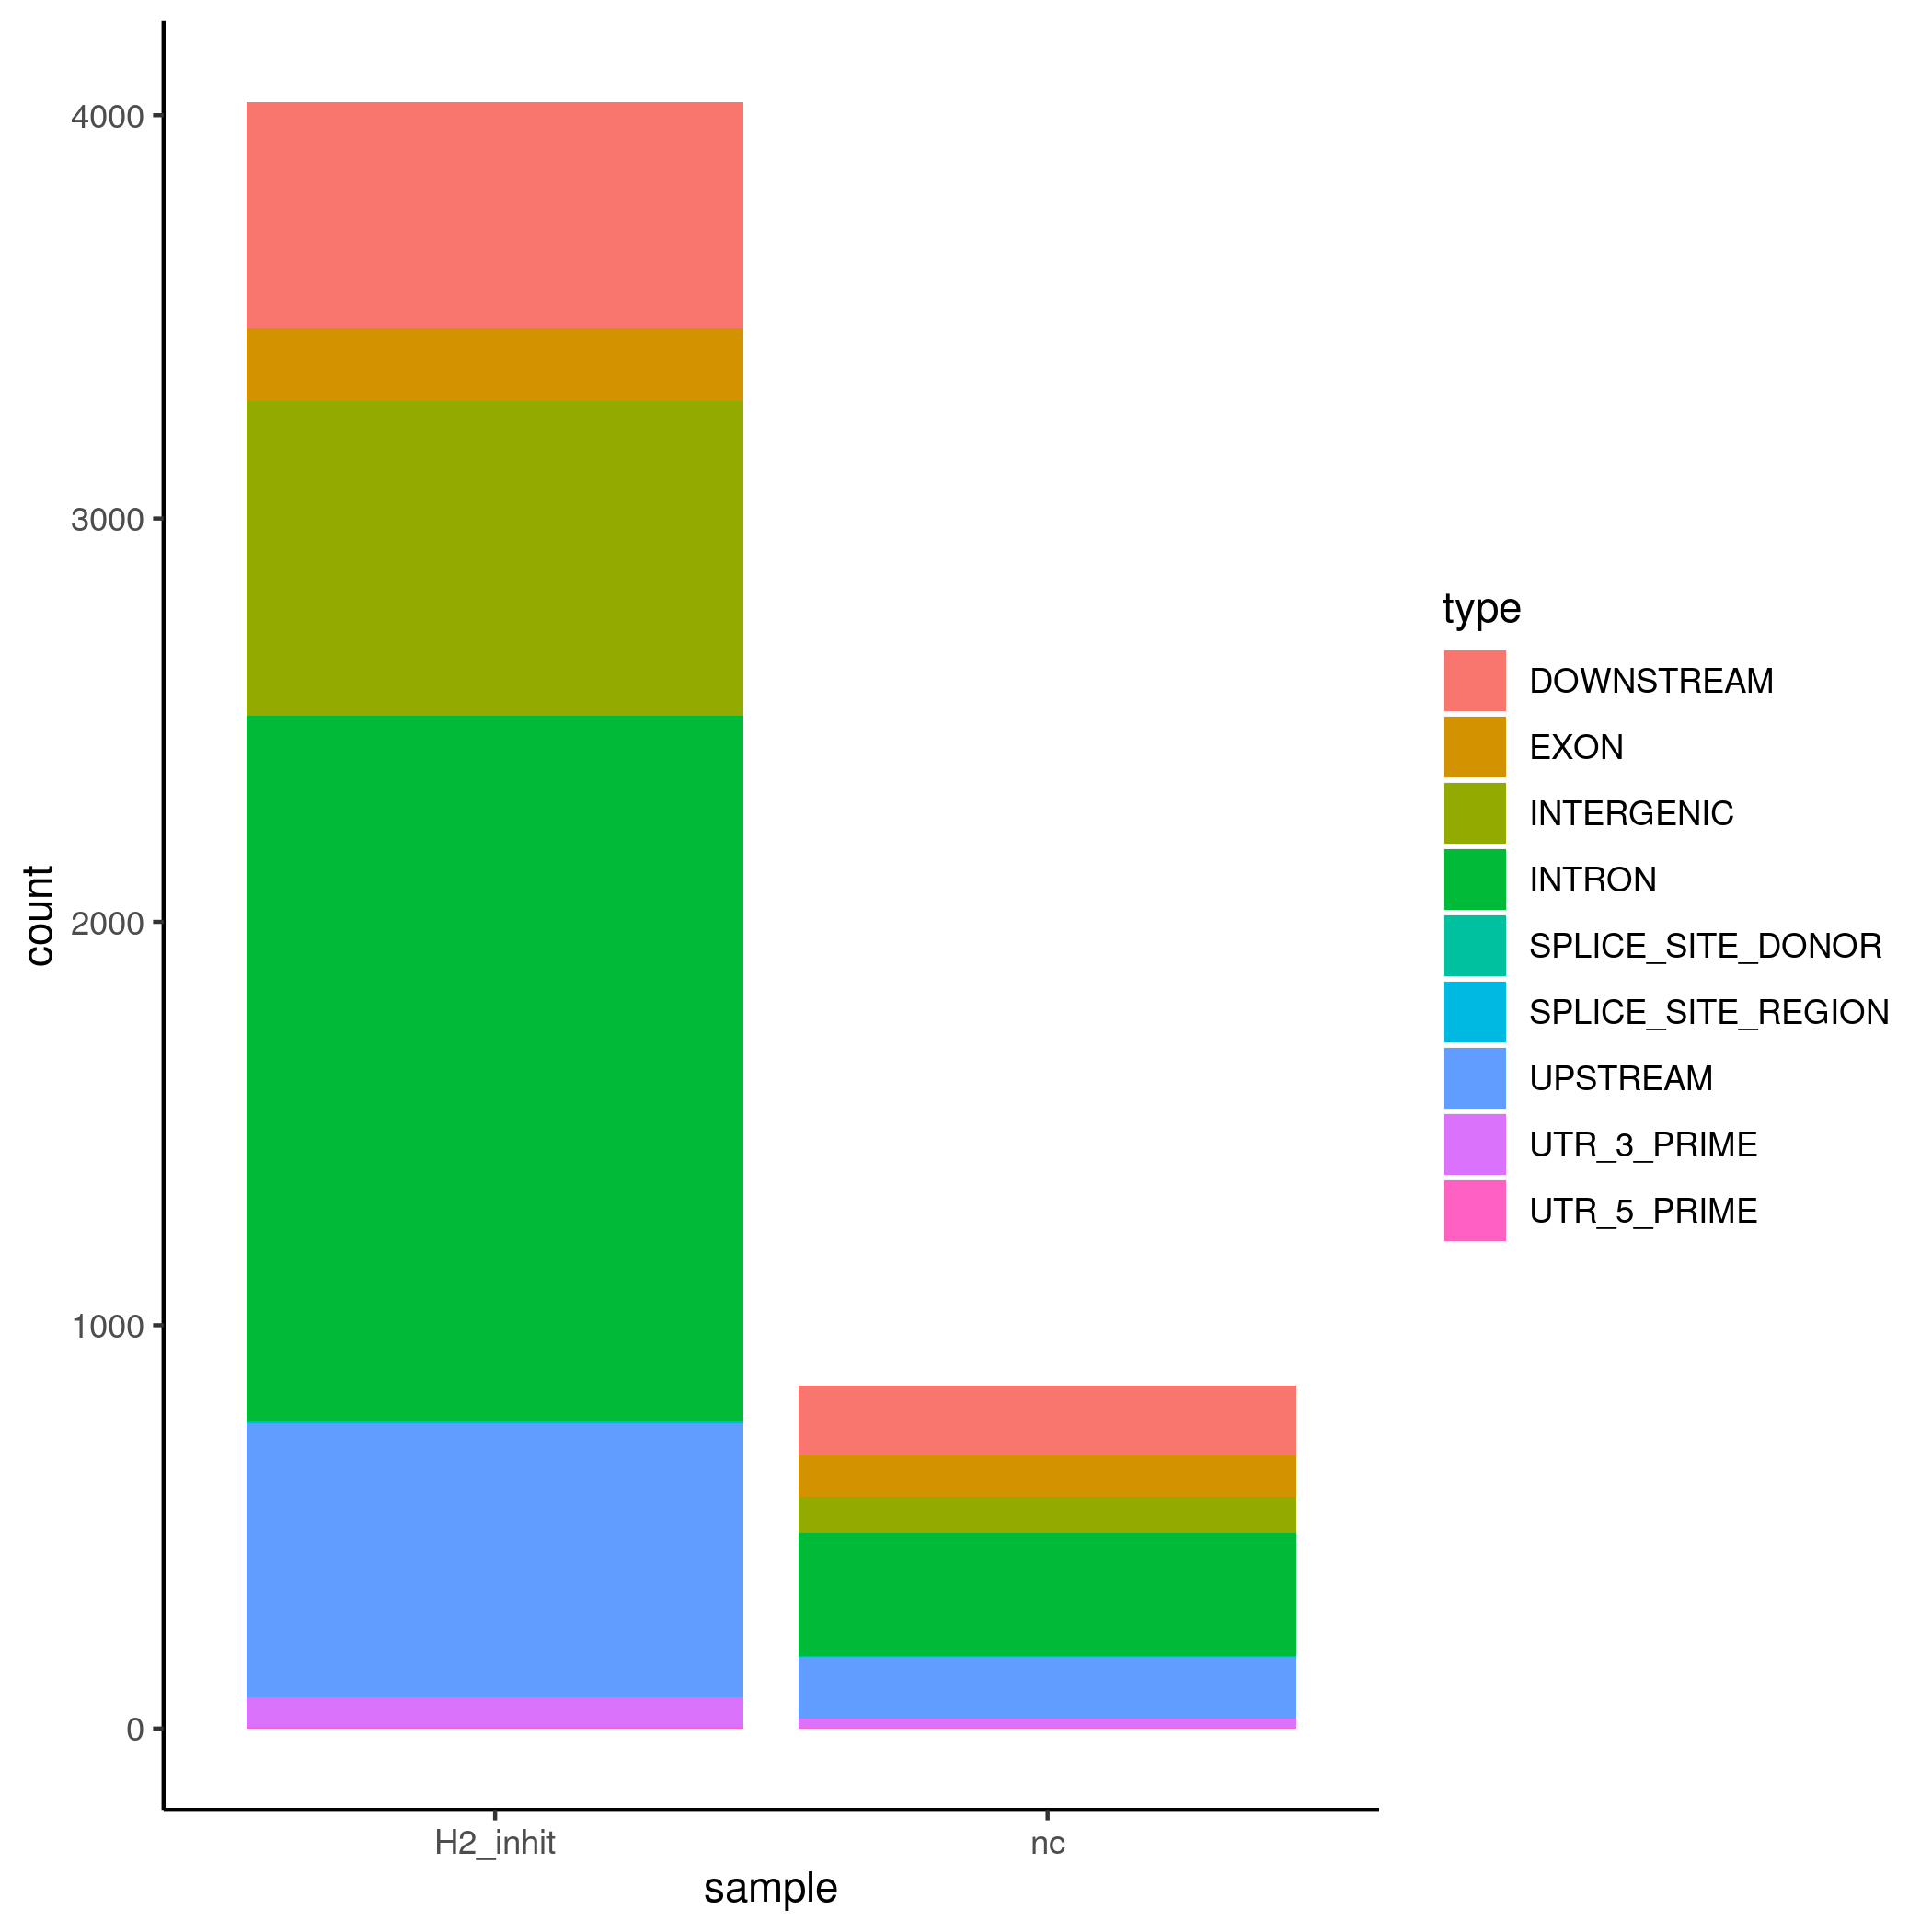 4000
3000
2000
1000
0
count
H2_inhit
nc
sample
type
DOWNSTREAM
EXON
INTERGENIC
INTRON
SPLICE_SITE_DONOR
SPLICE_SITE_REGION
UPSTREAM
UTR_3_PRIME
UTR_5_PRIME